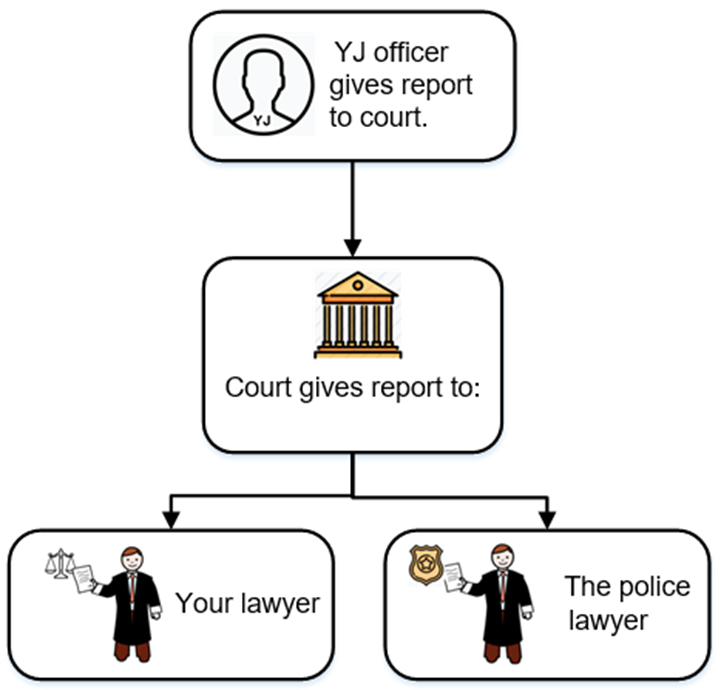 YJ officer
gives report
to court.
YJ
Court gives report to:
Your lawyer
The police
lawyer